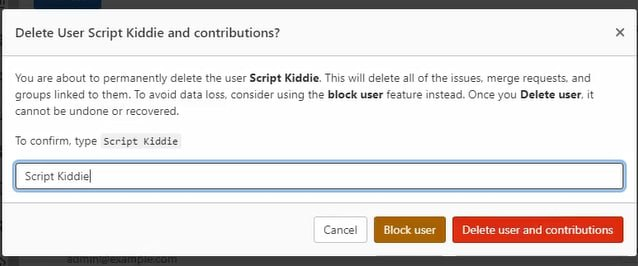 Delete User Script Kiddie and contributions?
×
You are about to permanently delete the user Script Kiddie. This will delete all of the issues, merge requests, and
groups linked to them. To avoid data loss, consider using the block user feature instead. Once you Delete user, it
cannot be undone or recovered.
To confirm, type Script Kiddie
Script Kiddie
Cancel Block user Delete user and contributions
admin@example.com